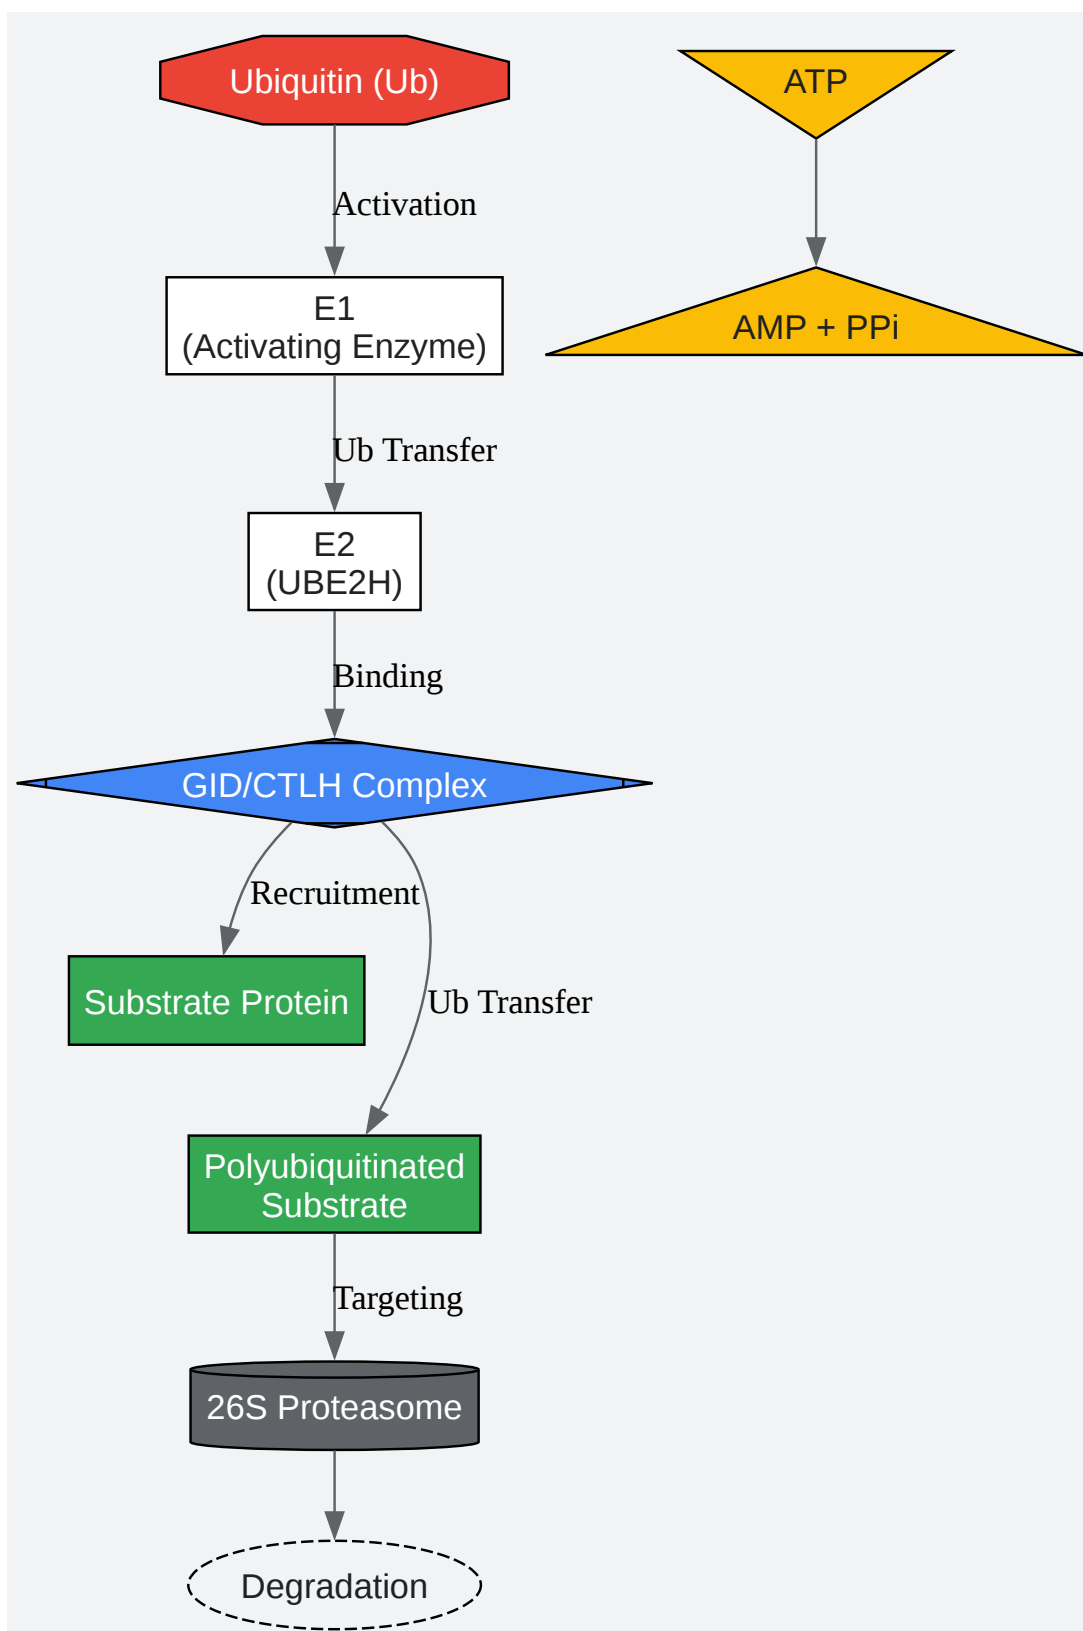 Ubiquitin (Ub)
ATP
Activation
E1
(Activating Enzyme)
AMP + PPi
Ub Transfer
E2
(UBE2H)
Binding
GID/CTLH Complex
Recruitment
Substrate Protein
Ub Transfer
Polyubiquitinated
Substrate
Targeting
26S Proteasome
Degradation